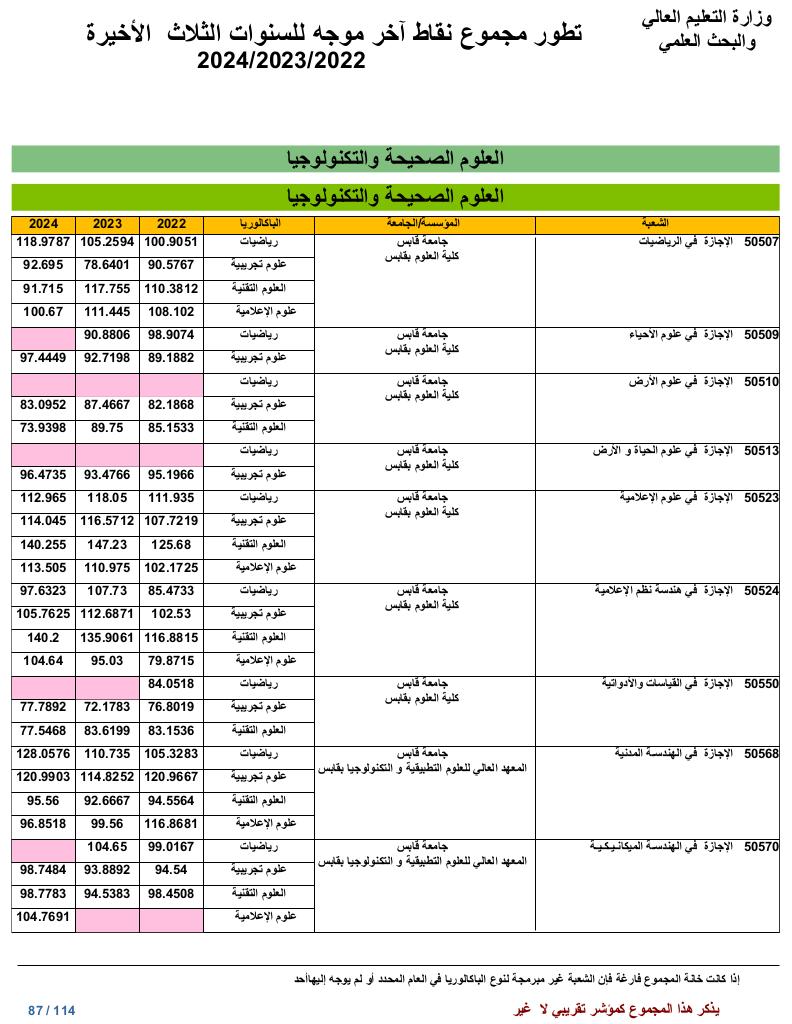 وزارة التعليم العالي
والبحث العلمي
تطور مجموع نقاط آخر موجه للسنوات الثلاث الأخيرة
2024/2023/2022
العلوم الصحيحة والتكنولوجيا
العلوم الصحيحة والتكنولوجيا
الشعبة المؤسسة/الجامعة الباكالوريا 2022 2023 2024
50507 الإجازة في الرياضيات جامعة قابس رياضيات 100.9051 105.2594 118.9787
كلية العلوم بقابس
علوم تجريبية 90.5767 78.6401 92.695
العلوم التقنية 110.3812 117.755 91.715
علوم الإعلامية 108.102 111.445 100.67
50509 الإجازة في علوم الأحياء جامعة قابس رياضيات 98.9074 90.8806
كلية العلوم بقابس
علوم تجريبية 89.1882 92.7198 97.4449
50510 الإجازة في علوم الأرض جامعة قابس رياضيات
كلية العلوم بقابس
علوم تجريبية 82.1868 87.4667 83.0952
العلوم التقنية 85.1533 89.75 73.9398
50513 الإجازة في علوم الحياة و الأرض جامعة قابس رياضيات
كلية العلوم بقابس
علوم تجريبية 95.1966 93.4766 96.4735
50523 الإجازة في علوم الإعلامية جامعة قابس رياضيات 111.935 118.05 112.965
كلية العلوم بقابس
علوم تجريبية 107.7219 116.5712 114.045
العلوم التقنية 125.68 147.23 140.255
علوم الإعلامية 102.1725 110.975 113.505
50524 الإجازة في هندسة نظم الإعلامية جامعة قابس رياضيات 85.4733 107.73 97.6323
كلية العلوم بقابس
علوم تجريبية 102.53 112.6871 105.7625
العلوم التقنية 116.8815 135.9061 140.2
علوم الإعلامية 79.8715 95.03 104.64
50550 الإجازة في القياسات والأدواتية جامعة قابس رياضيات 84.0518
كلية العلوم بقابس
علوم تجريبية 76.8019 72.1783 77.7892
العلوم التقنية 83.1536 83.6199 77.5468
50568 الإجازة في الهندسة المدنية جامعة قابس رياضيات 105.3283 110.735 128.0576
المعهد العالي للعلوم التطبيقية و التكنولوجيا بقابس
علوم تجريبية 120.9667 114.8252 120.9903
العلوم التقنية 94.5564 92.6667 95.56
علوم الإعلامية 116.8681 99.56 96.8518
50570 الإجازة في الهندسة الميكانيكية جامعة قابس رياضيات 99.0167 104.65
المعهد العالي للعلوم التطبيقية و التكنولوجيا بقابس
علوم تجريبية 94.54 93.8892 98.7484
العلوم التقنية 98.4508 94.5383 98.7783
علوم الإعلامية 104.7691
إذا كانت خانة المجموع فارغة فإن الشعبة غير مبرمجة لنوع الباكالوريا في العام المحدد أو لم يوجه إليهاأحد
يذكر هذا المجموع كمؤشر تقريبي لا غير
87 / 114